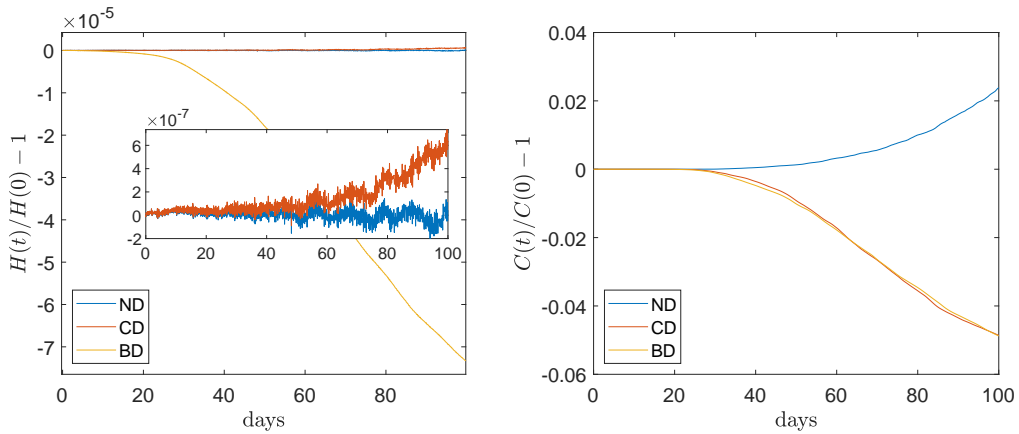 ×10⁻⁵
0
-1
-2
-3
-4
-5
-6
-7
H(t)/H(0) − 1
×10⁻⁷
6
4
2
0
-2
0 20 40 60 80 100
ND
CD
BD
0 20 40 60 80
days
0.04
0.02
0
-0.02
-0.04
-0.06
C(t)/C(0) − 1
ND
CD
BD
0 20 40 60 80 100
days